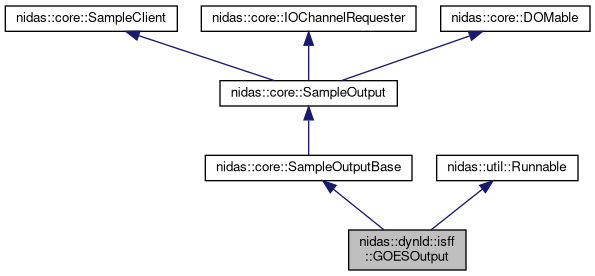 nidas::core::SampleClient
nidas::core::IOChannelRequester
nidas::core::DOMable
nidas::core::SampleOutput
nidas::core::SampleOutputBase
nidas::util::Runnable
nidas::dynld::isff
::GOESOutput